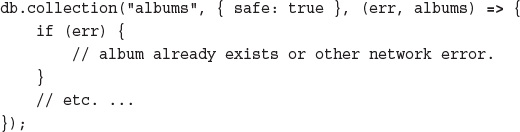 db.collection("albums", { safe: true }, (err, albums) => {
    if (err) {
        // album already exists or other network error.
    }
    // etc. ...
});